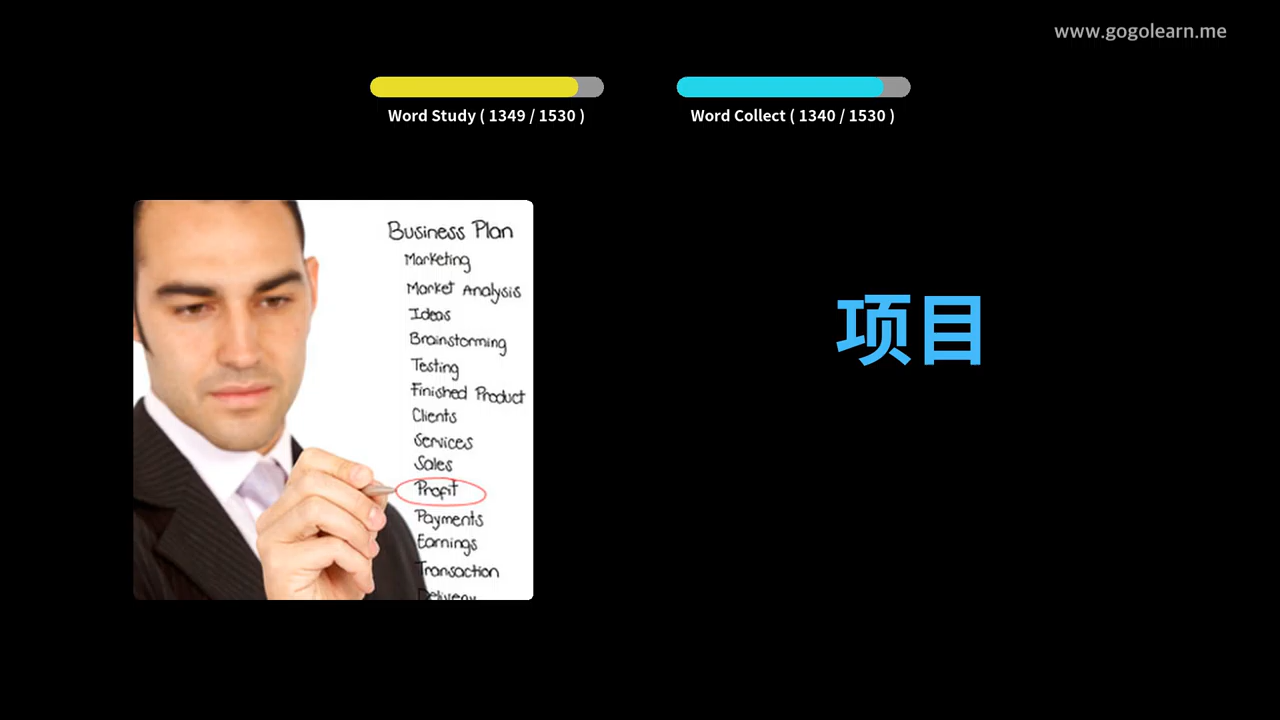 www.gogolearn.me
Word Study ( 1349 / 1530 )
Word Collect ( 1340 / 1530 )
Business Plan
Marketing
Market Analysis
Ideas
Brainstorming
Testing
Finished Product
Clients
Services
Sales
Profit
Payments
Earnings
Transaction
Delivery
项目